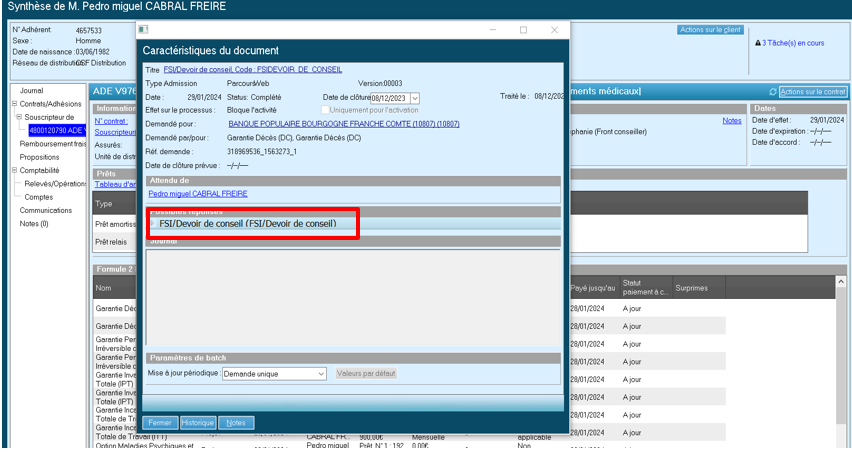 Synthèse de M. Pedro miguel CABRAL FREIRE
N° Adhérent 4657533
Sexe : Homme
Date de naissance : 03/06/1982
Réseau de distribution
GSF Distribution
Actions sur le client
3 Tâche(s) en cours
Journal
Contrats/Adhésions
Souscripteur de
4800120790 ADE
Remboursement frais
Propositions
Comptabilité
Relevés/Opérations
Comptes
Communications
Notes (0)
ADE V976
Information
N° contrat :
Souscripteur
Assurés:
Unité de distr
Prêts
Tableau d'ar
Type
Prêt amortiss
Prêt relais
Formule 2
Nom
Garantie Déc
Garantie Déc
Garantie Per
Irréversible d
Garantie Per
Irréversible d
Garantie Inva
Totale (IPT)
Garantie Inva
Totale (IPT)
Garantie Inca
Totale de Tra
Garantie Inca
Totale de Travail (ITT)
Option Maladies Psychiques et
Caractéristiques du document
Titre FSI/Devoir de conseil, Code : FSIDEVOIR_DE_CONSEIL
Type Admission ParcoursWeb Version:00003
Date : 29/01/2024 Status: Complété Date de clôture 08/12/2023 Traité le : 08/12/202
Effet sur le processus : Bloque l'activité Uniquement pour l'activation
Demandé pour : BANQUE POPULAIRE BOURGOGNE FRANCHE COMTE (10807) (10807)
Demandé par/pour : Garantie Décès (DC), Garantie Décès (DC)
Réf. demande : 318969536_1563273_1
Date de clôture prévue : –/–/––
Attendu de
Pedro miguel CABRAL FREIRE
Possibles réponses
FSI/Devoir de conseil (FSI/Devoir de conseil)
Journal
Paramètres de batch
Mise à jour périodique : Demande unique Valeurs par défaut
Fermer Historique Notes
ments médicaux| Actions sur le contrat
Notes
phanie (Front conseiller)
Dates
Date d'effet : 29/01/2024
Date d'expiration : –/–/––
Date d'accord : –/–/––
Payé jusqu'au Statut paiement à c... Surprimes
28/01/2024 A jour
28/01/2024 A jour
28/01/2024 A jour
28/01/2024 A jour
28/01/2024 A jour
28/01/2024 A jour
28/01/2024 A jour
28/01/2024 A jour
CABRAL FR... 900,00€ Mensuelle applicable
Pedro miguel Prêt N°1 : 192 0,00€ Non